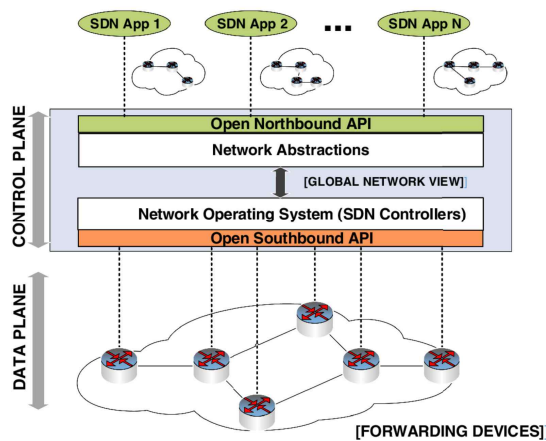 SDN App 1
SDN App 2
...
SDN App N
CONTROL PLANE
Open Northbound API
Network Abstractions
[GLOBAL NETWORK VIEW]]
Network Operating System (SDN Controllers)
Open Southbound API
DATA PLANE
[FORWARDING DEVICES]